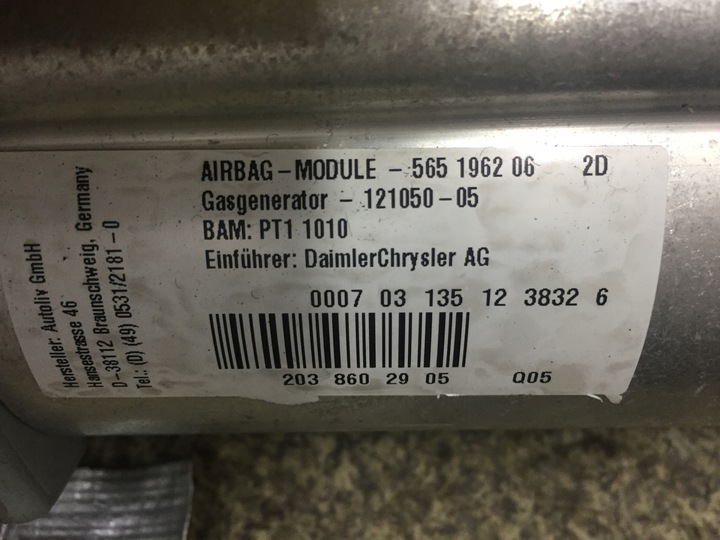 AIRBAG-MODULE - 565 1962 06 2D
Gasgenerator - 121050-05
BAM: PT1 1010
Einführer: DaimlerChrysler AG
0007 03 135 12 3832 6
203 860 29 05 Q05
Hersteller: Autoliv GmbH
Hansestrasse 46
D-38112 Braunschweig, Germany
Tel.: (0) (49) 0531/2181-0